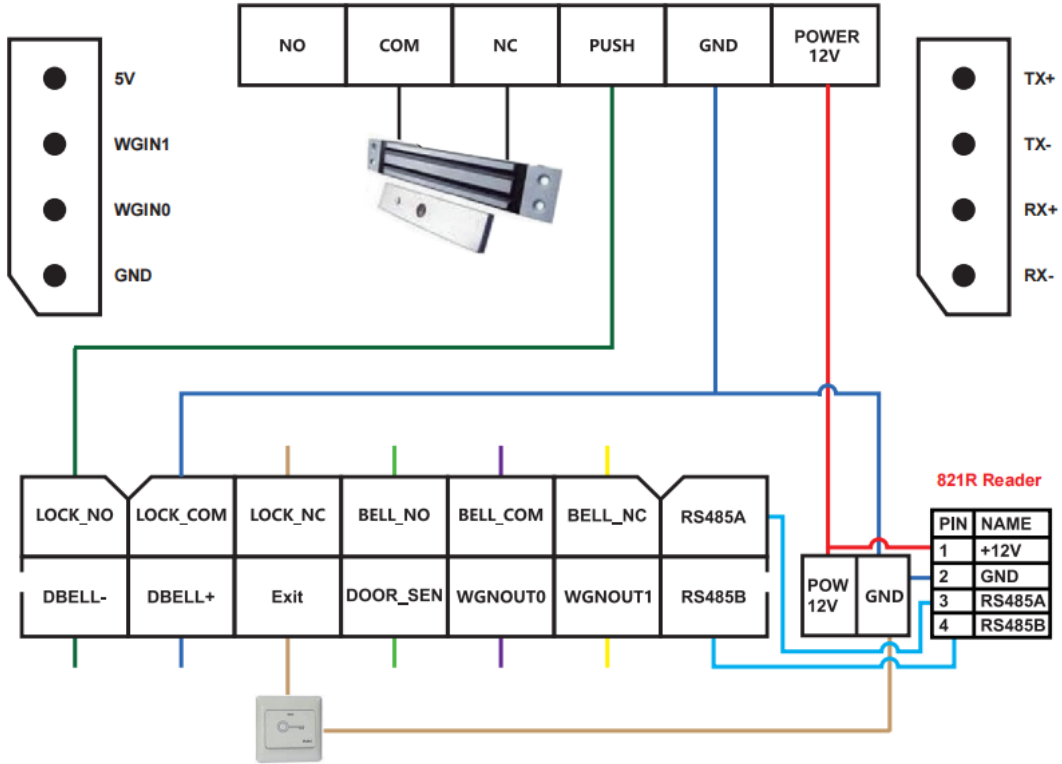 NO COM NC PUSH GND POWER
12V
5V
WGIN1
WGIN0
GND
TX+
TX-
RX+
RX-
821R Reader
LOCK_NO LOCK_COM LOCK_NC BELL_NO BELL_COM BELL_NC RS485A
DBELL- DBELL+ Exit DOOR_SEN WGNOUT0 WGNOUT1 RS485B
POW
12V
GND
PIN NAME
1 +12V
2 GND
3 RS485A
4 RS485B